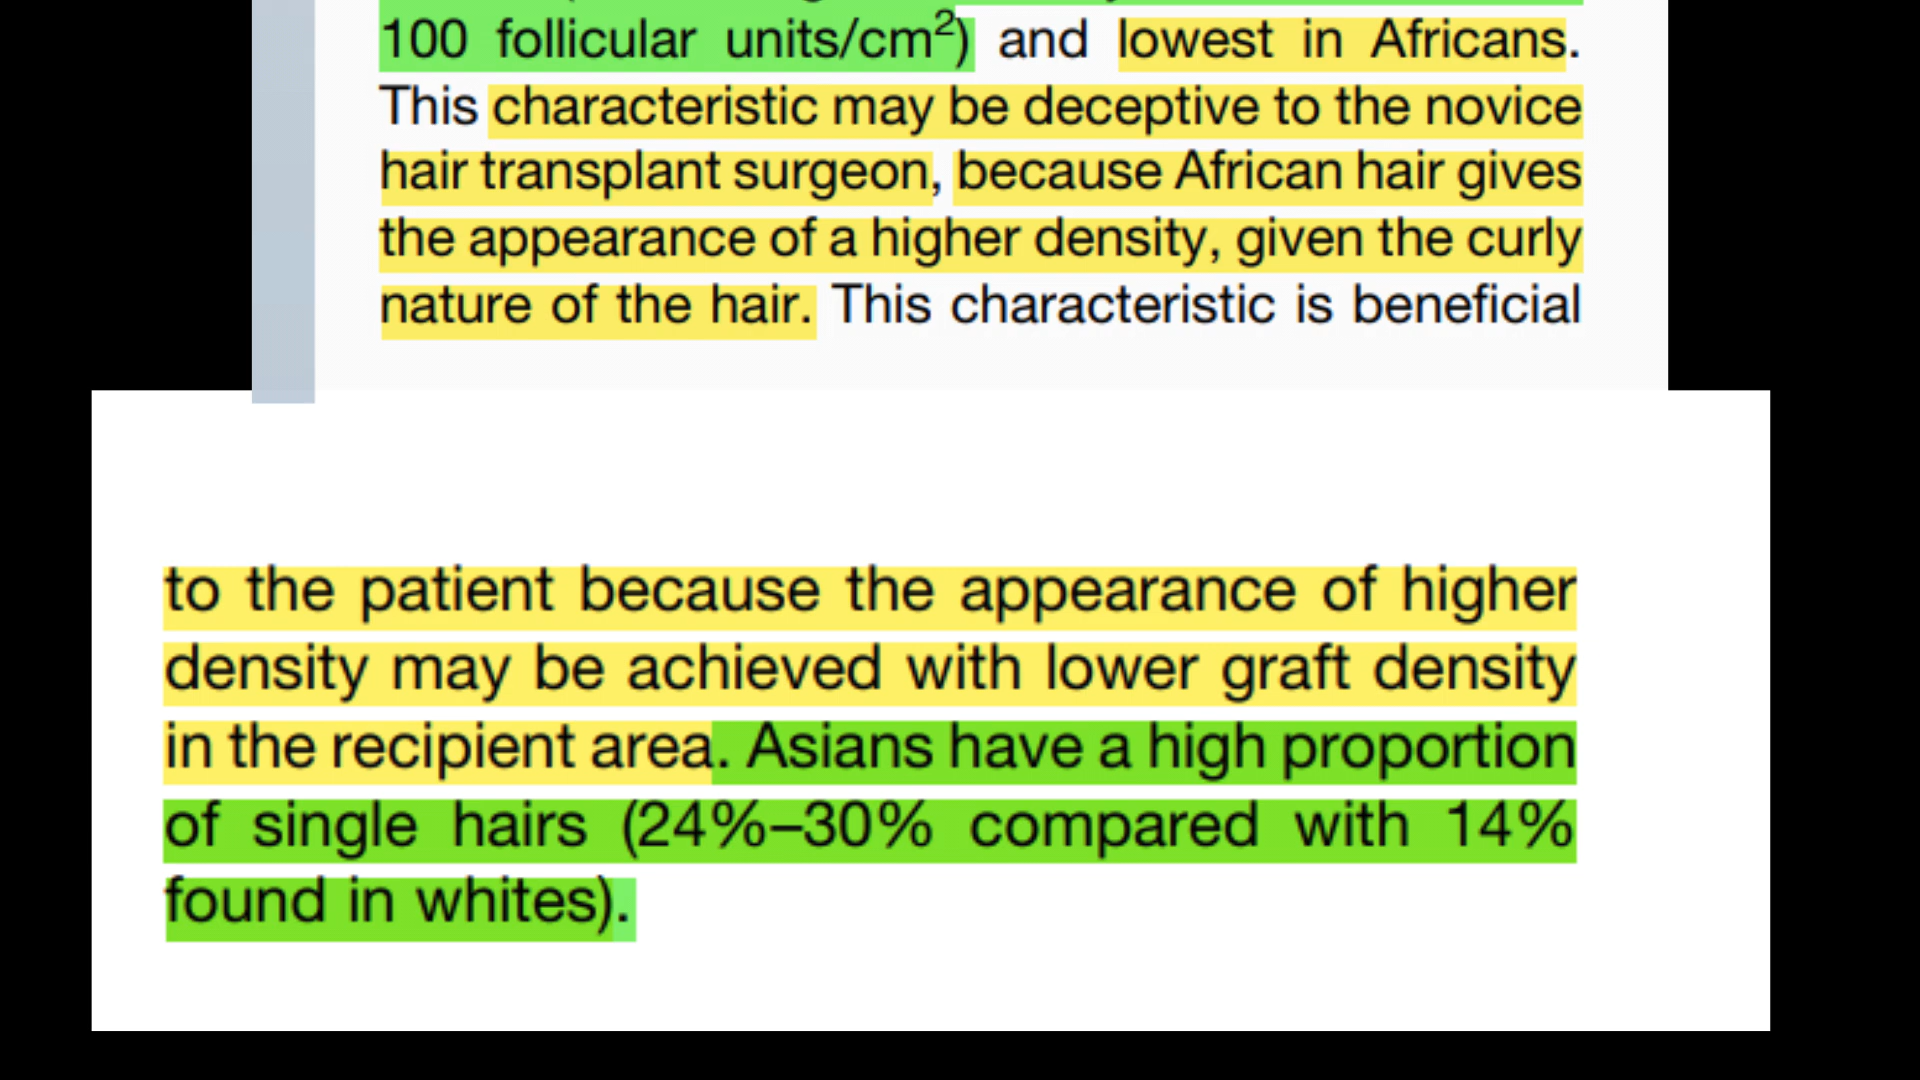 100 follicular units/cm²) and lowest in Africans.
This characteristic may be deceptive to the novice
hair transplant surgeon, because African hair gives
the appearance of a higher density, given the curly
nature of the hair. This characteristic is beneficial
to the patient because the appearance of higher
density may be achieved with lower graft density
in the recipient area. Asians have a high proportion
of single hairs (24%–30% compared with 14%
found in whites).